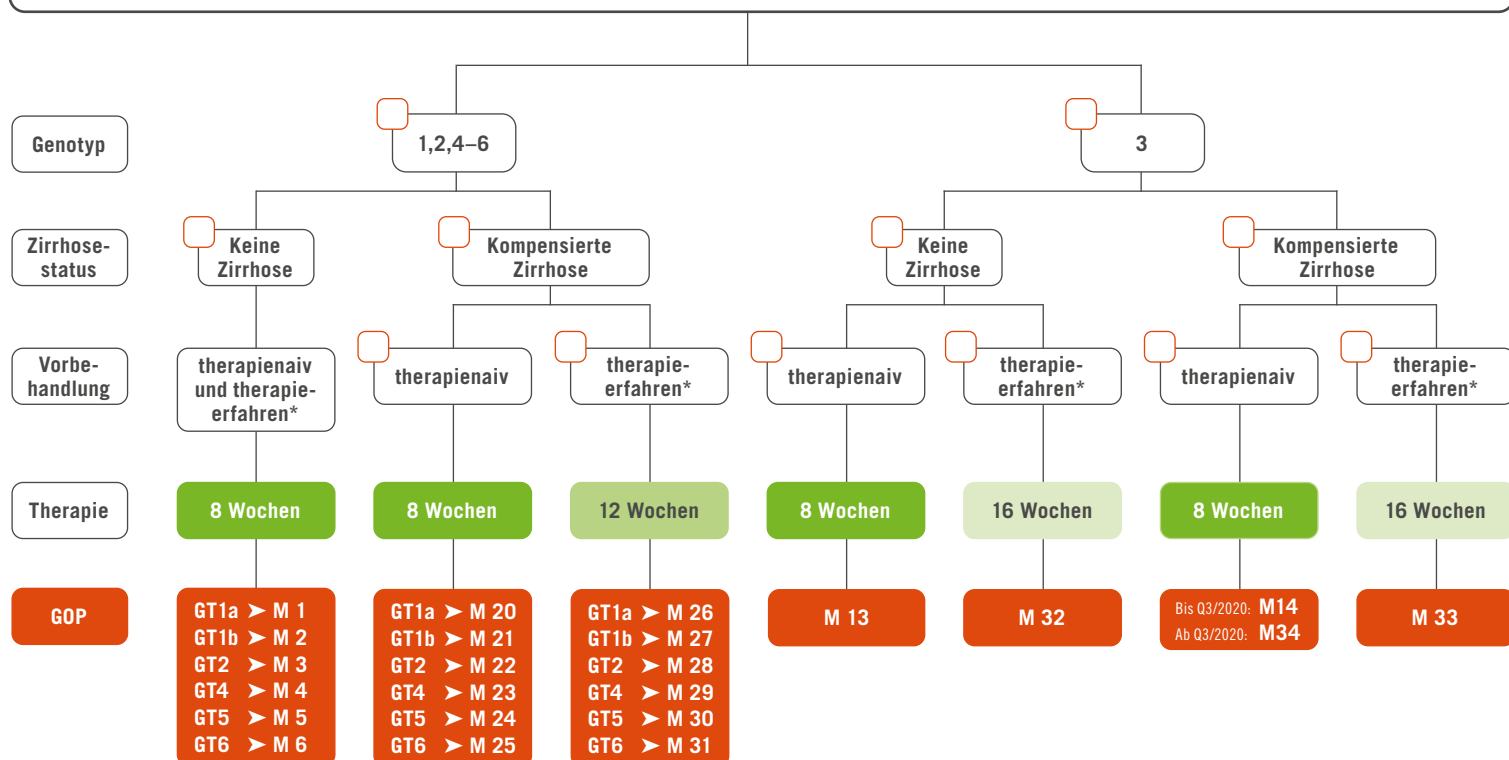 Genotyp
1,2,4–6
3
Zirrhose-
status
Keine
Zirrhose
Kompensierte
Zirrhose
Keine
Zirrhose
Kompensierte
Zirrhose
Vorbe-
handlung
therapienaiv
und therapie-
erfahren*
therapienaiv
therapie-
erfahren*
therapienaiv
therapie-
erfahren*
therapienaiv
therapie-
erfahren*
Therapie
8 Wochen
8 Wochen
12 Wochen
8 Wochen
16 Wochen
8 Wochen
16 Wochen
GOP
GT1a ➤ M 1
GT1b ➤ M 2
GT2 ➤ M 3
GT4 ➤ M 4
GT5 ➤ M 5
GT6 ➤ M 6
GT1a ➤ M 20
GT1b ➤ M 21
GT2 ➤ M 22
GT4 ➤ M 23
GT5 ➤ M 24
GT6 ➤ M 25
GT1a ➤ M 26
GT1b ➤ M 27
GT2 ➤ M 28
GT4 ➤ M 29
GT5 ➤ M 30
GT6 ➤ M 31
M 13
M 32
Bis Q3/2020: M14
Ab Q3/2020: M34
M 33